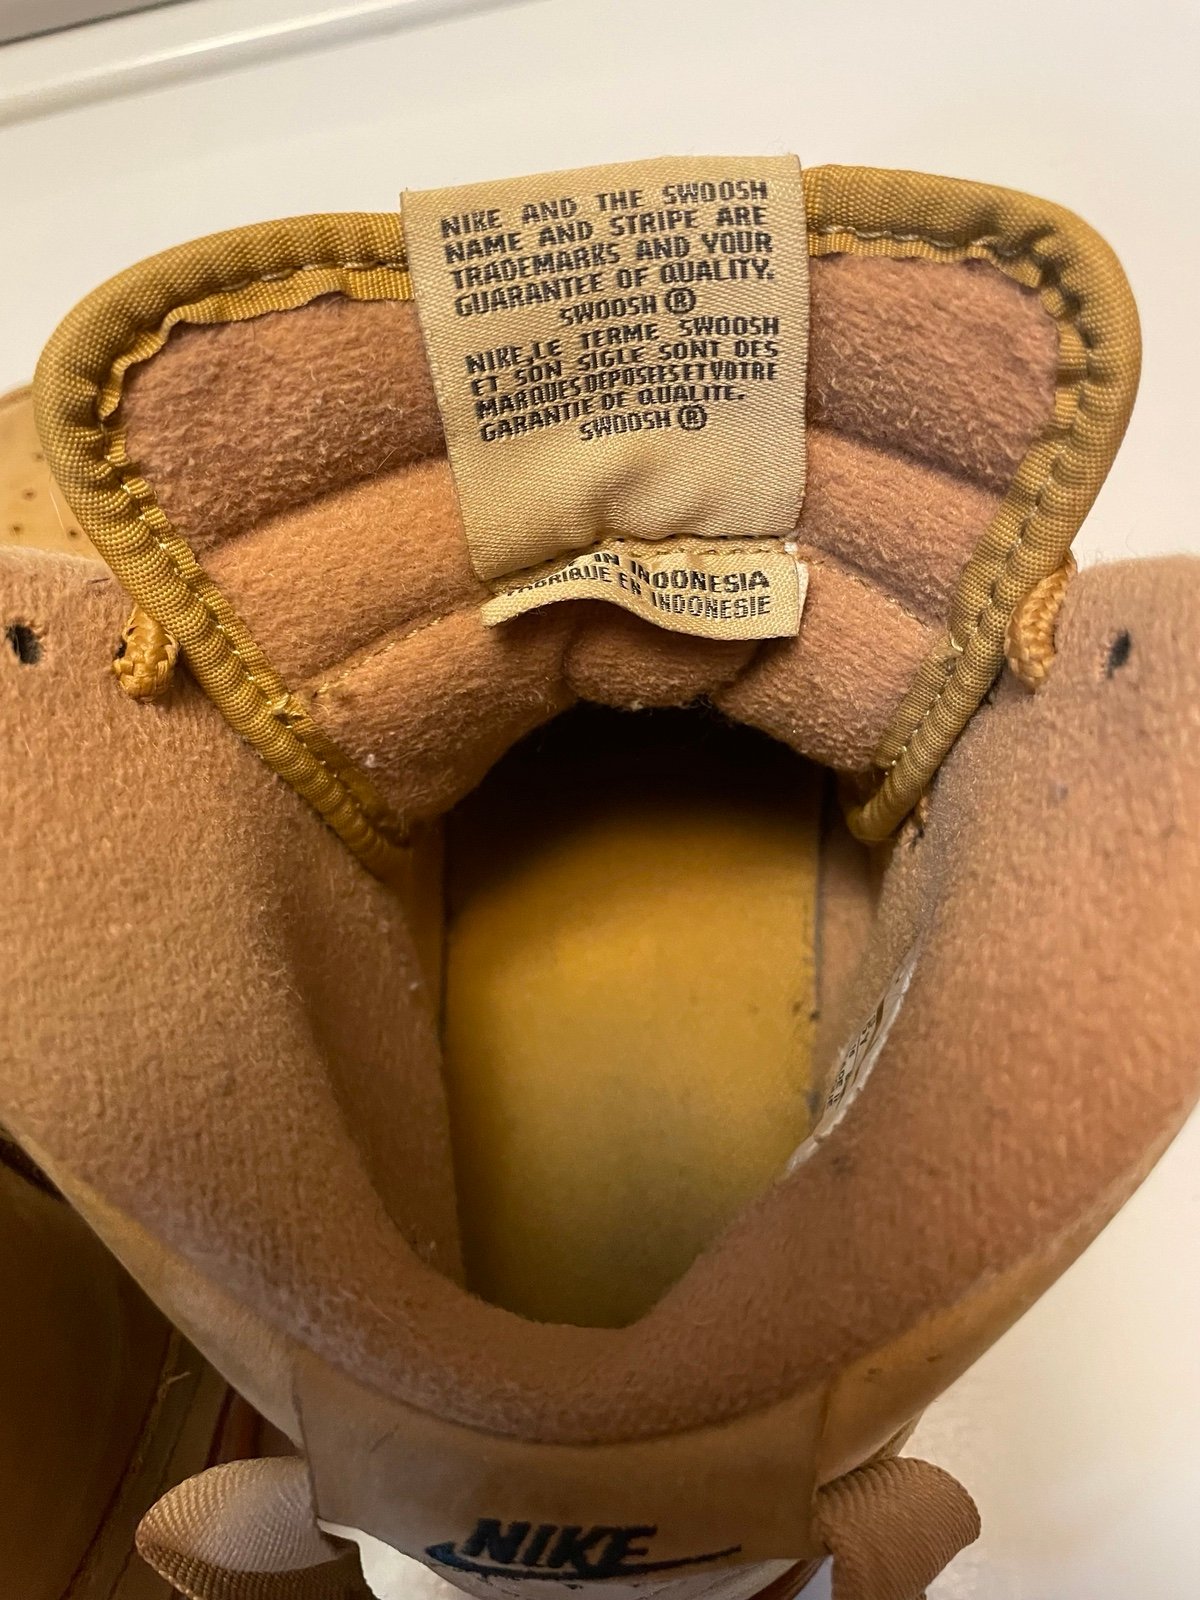 NIKE AND THE SWOOSH
NAME AND STRIPE ARE
TRADEMARKS AND YOUR
GUARANTEE OF QUALITY.
SWOOSH ®
NIKE,LE TERME SWOOSH
ET SON SIGLE SONT DES
MARQUES DEPOSEES ET VOTRE
GARANTIE DE QUALITE.
SWOOSH ®
IN INDONESIA
FABRIQUE EN INDONESIE
NIKE